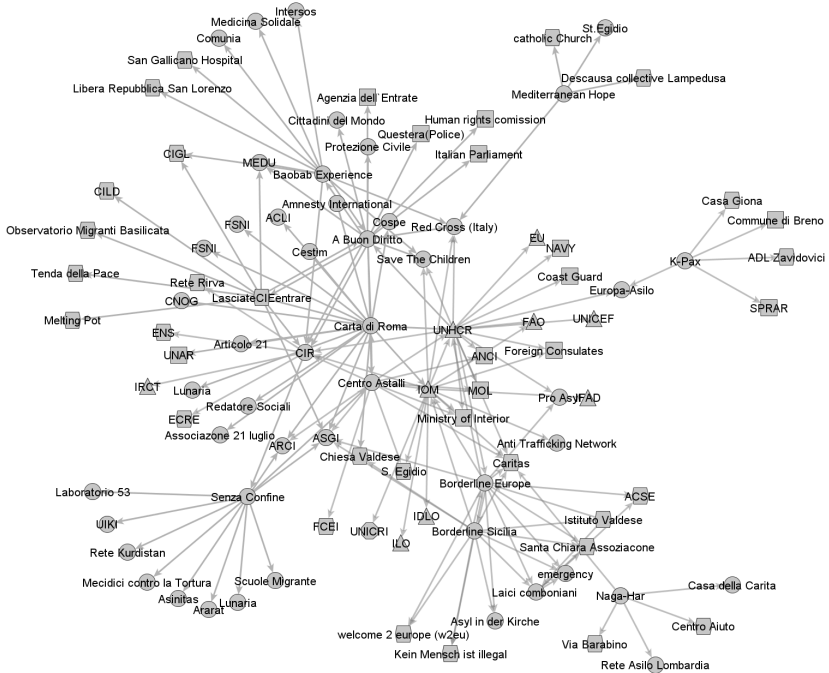 Intersos
Medicina Solidale
Comunia
St.Egidio
catholic Church
San Gallicano Hospital
Descausa collective Lampedusa
Libera Repubblica San Lorenzo
Mediterranean Hope
Agenzia dell`Entrate
Cittadini del Mondo
Human rights comission
Questera(Police)
Protezione Civile
CIGL
MEDU
Italian Parliament
Baobab Experience
CILD
Amnesty International
Casa Giona
FSNI
ACLI
Cospe
Red Cross (Italy)
Commune di Breno
Observatorio Migranti Basilicata
A Buon Diritto
EU
NAVY
FSNI
Cestim
Save The Children
K-Pax
ADL Zavidovici
Tenda della Pace
Rete Rirva
Coast Guard
LasciateCIEentrare
Europa-Asilo
CNOG
SPRAR
Melting Pot
Carta di Roma
UNHCR
FAO
UNICEF
ENS
Articolo 21
UNAR
CIR
ANCI
Foreign Consulates
IRCT
Lunaria
Centro Astalli
IOM
MOL
Pro Asyl
IFAD
Redatore Sociali
ECRE
Ministry of Interior
Associazone 21 luglio
ARCI
ASGI
Anti Trafficking Network
Chiesa Valdese
S. Egidio
Caritas
Laboratorio 53
Senza Confine
Borderline Europe
ACSE
UIKI
FCEI
UNICRI
IDLO
Istituto Valdese
ILO
Borderline Sicilia
Rete Kurdistan
Santa Chiara Assoziacone
Mecidici contro la Tortura
Scuole Migrante
emergency
Asinitas
Laici comboniani
Naga-Har
Casa della Carita
Ararat
Lunaria
Asyl in der Kirche
Centro Aiuto
welcome 2 europe (w2eu)
Via Barabino
Kein Mensch ist illegal
Rete Asilo Lombardia